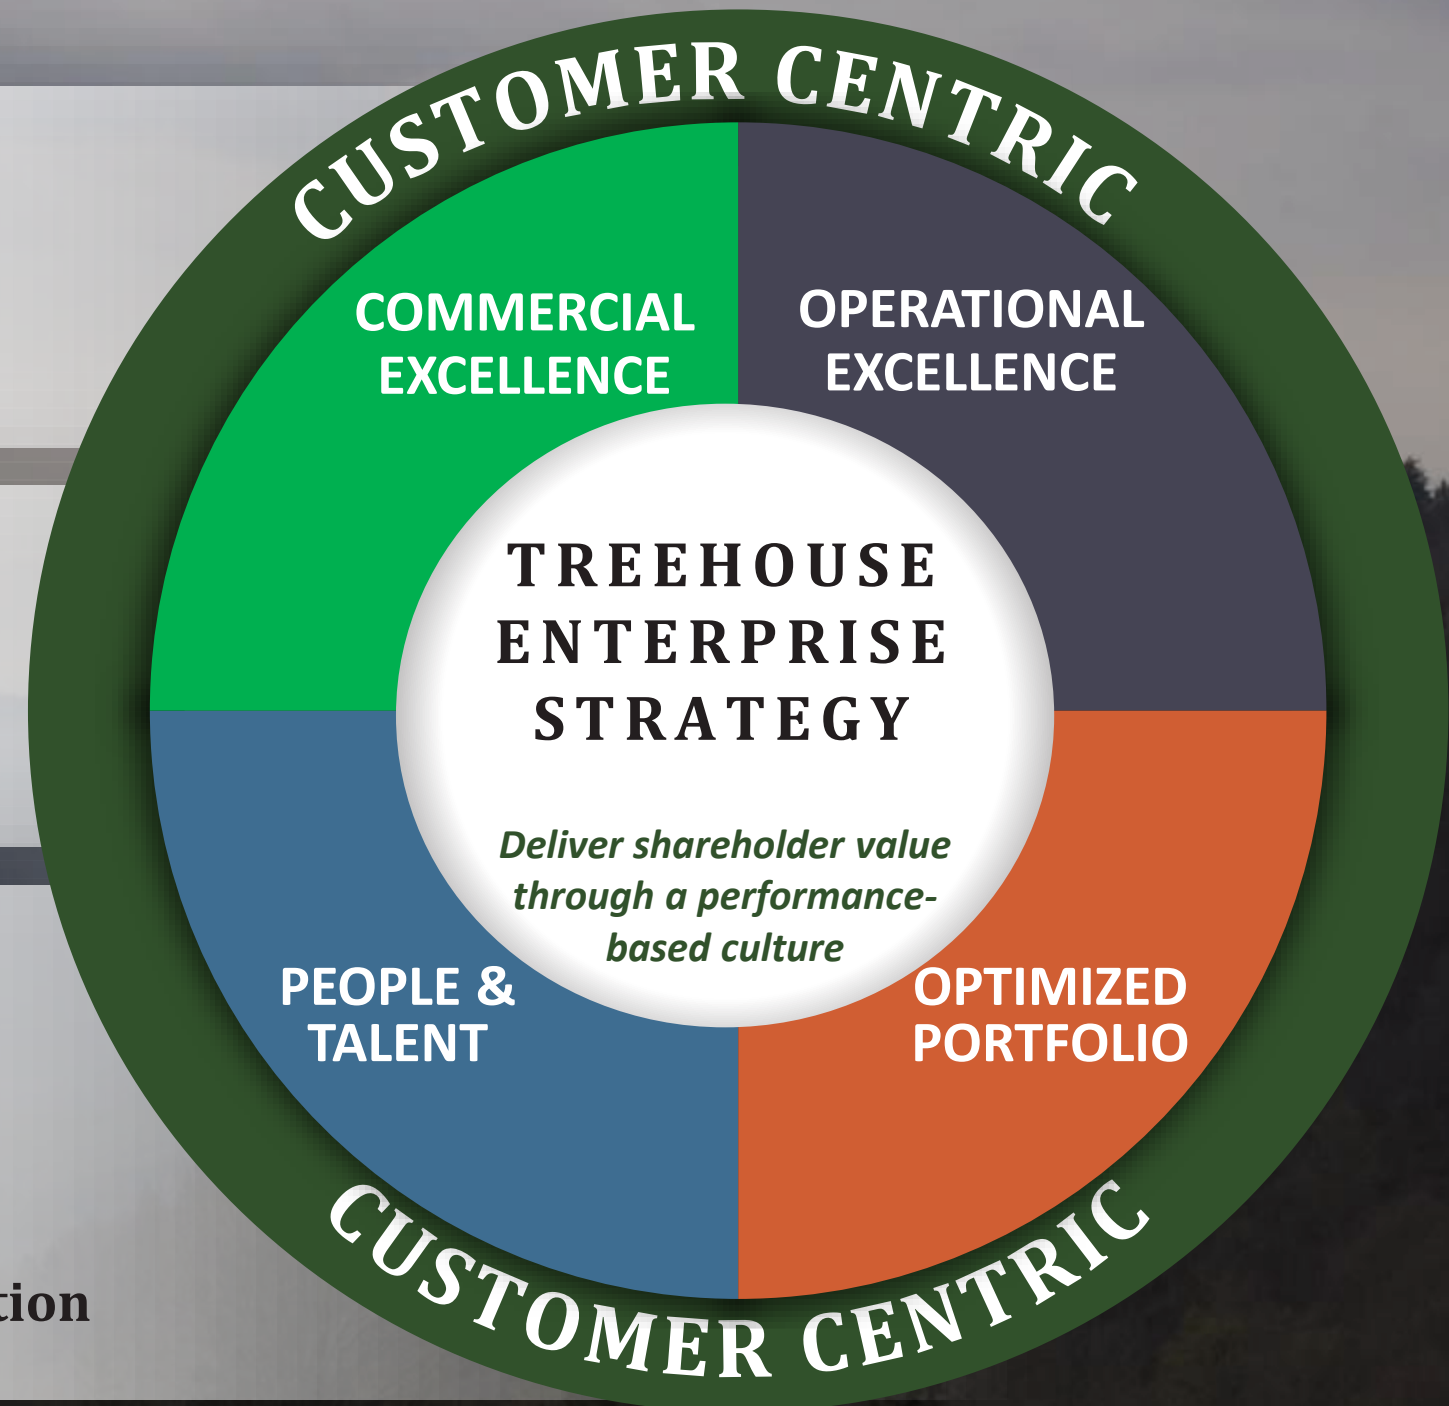 CUSTOMER CENTRIC
COMMERCIAL
EXCELLENCE
OPERATIONAL
EXCELLENCE
TREEHOUSE
ENTERPRISE
STRATEGY
Deliver shareholder value
through a performance-
based culture
PEOPLE &
TALENT
OPTIMIZED
PORTFOLIO
CUSTOMER CENTRIC
tion